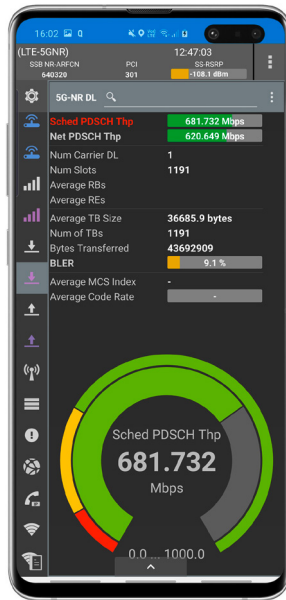 16:02
(LTE-5GNR) 12:47:03
SSB NR-ARFCN PCI SS-RSRP
640320 301 -108.1 dBm
5G-NR DL
Sched PDSCH Thp 681.732 Mbps
Net PDSCH Thp 620.649 Mbps
Num Carrier DL 1
Num Slots 1191
Average RBs
Average REs
Average TB Size 36685.9 bytes
Num of TBs 1191
Bytes Transferred 43692909
BLER 9.1 %
Average MCS Index -
Average Code Rate -
Sched PDSCH Thp
681.732
Mbps
0.0 ... 1000.0